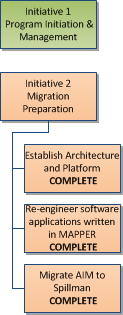 Initiative 1
Program Initiation &
Management
Initiative 2
Migration
Preparation
Establish Architecture
and Platform
COMPLETE
Re-engineer software
applications written
in MAPPER
COMPLETE
Migrate AIM to
Spillman
COMPLETE